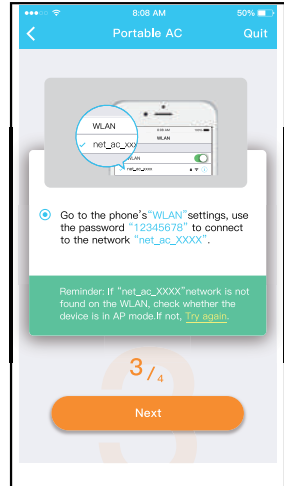 8:08 AM 50%
Portable AC Quit
WLAN
net_ac_xxx
WLAN
WLAN
net_ac_xxxx
Go to the phone's“WLAN”settings, use
the password “12345678” to connect
to the network “net_ac_XXXX”.
Reminder: If “net_ac_XXXX”network is not
found on the WLAN, check whether the
device is in AP mode.If not, Try again.
3/4
Next